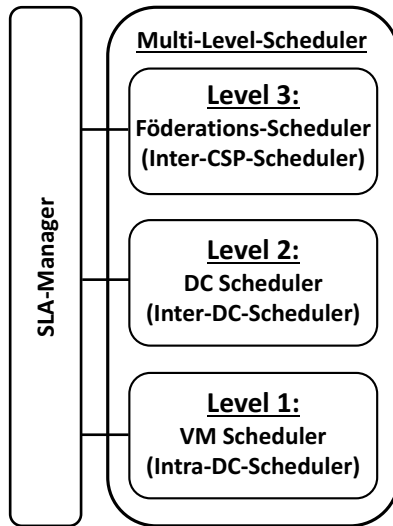 SLA-Manager
Multi-Level-Scheduler
Level 3:
Föderations-Scheduler
(Inter-CSP-Scheduler)
Level 2:
DC Scheduler
(Inter-DC-Scheduler)
Level 1:
VM Scheduler
(Intra-DC-Scheduler)